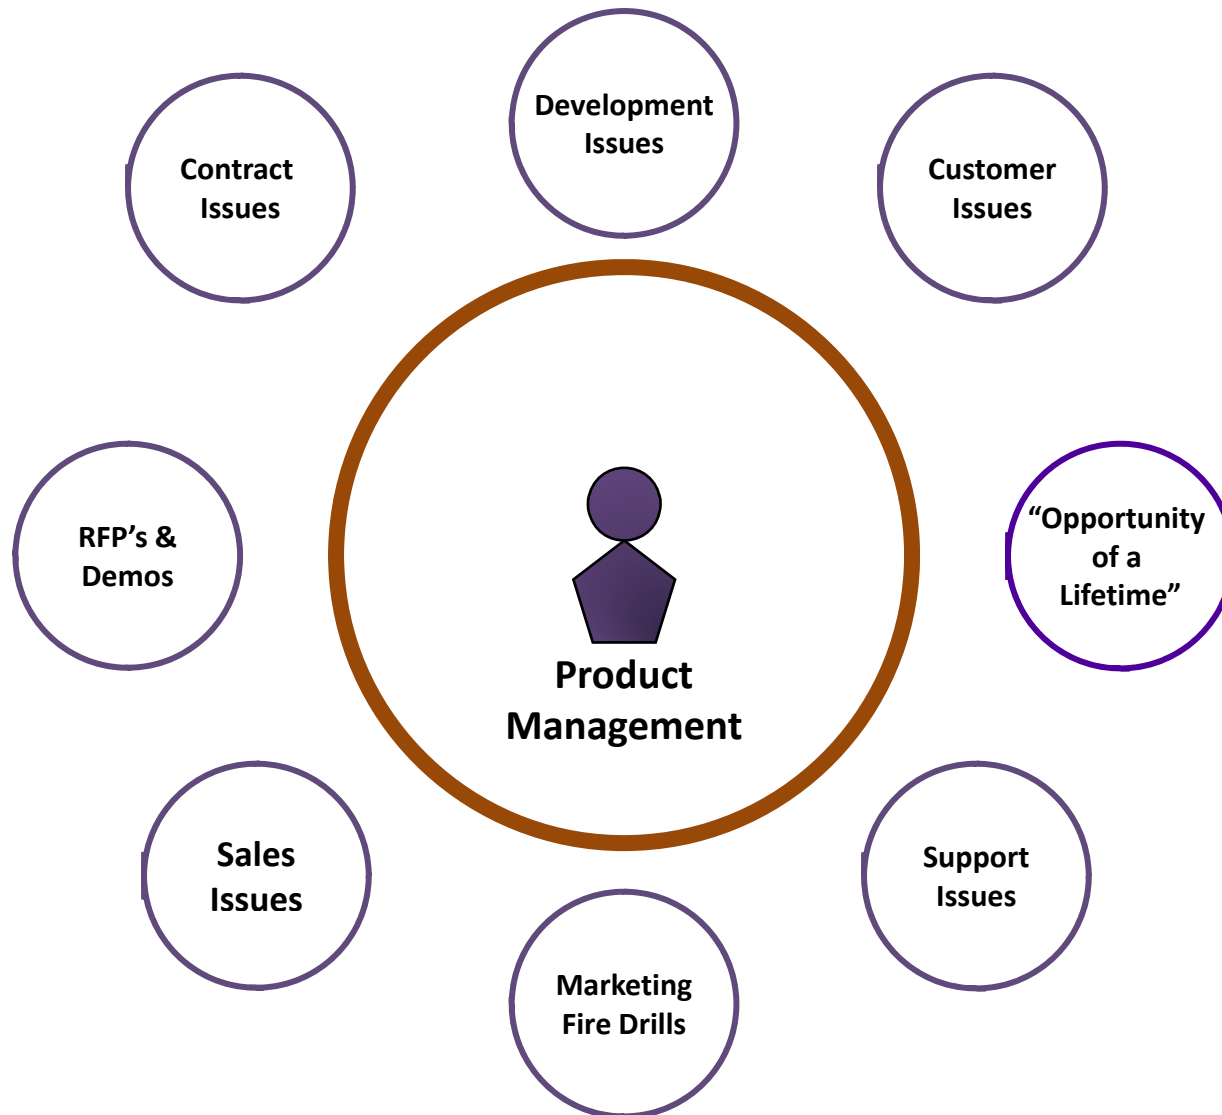 Development
Issues
Contract
Issues
Customer
Issues
RFP’s &
Demos
“Opportunity
of a
Lifetime”
Product
Management
Sales
Issues
Support
Issues
Marketing
Fire Drills